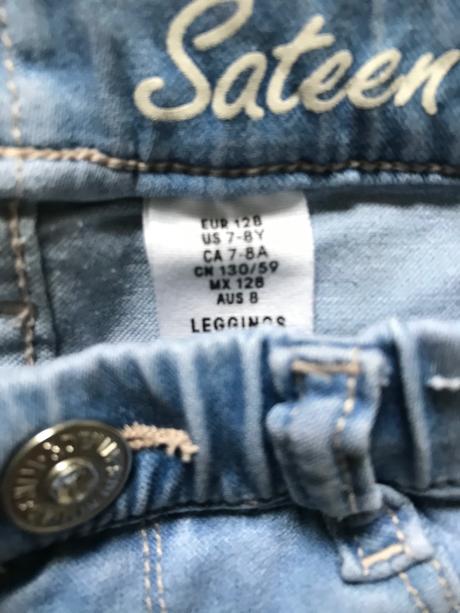 Sateen
EUR 128
US 7-8Y
CA 7-8A
CN 130/59
MX 128
AUS 8
LEGGINGS